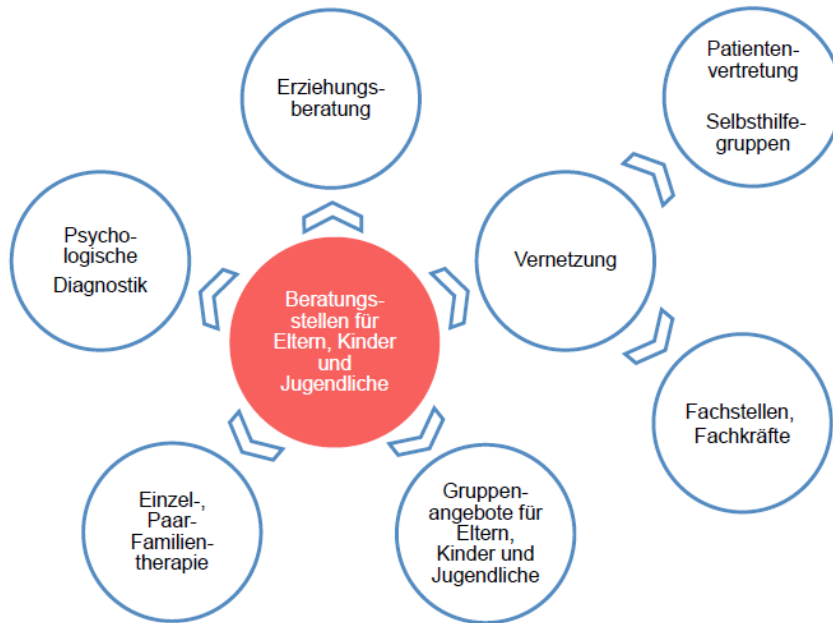 Erziehungs-
beratung
Patienten-
vertretung
Selbsthilfe-
gruppen
Psycho-
logische
Diagnostik
Vernetzung
Beratungs-
stellen für
Eltern, Kinder
und
Jugendliche
Fachstellen,
Fachkräfte
Einzel-,
Paar-
Familien-
therapie
Gruppen-
angebote für
Eltern,
Kinder und
Jugendliche